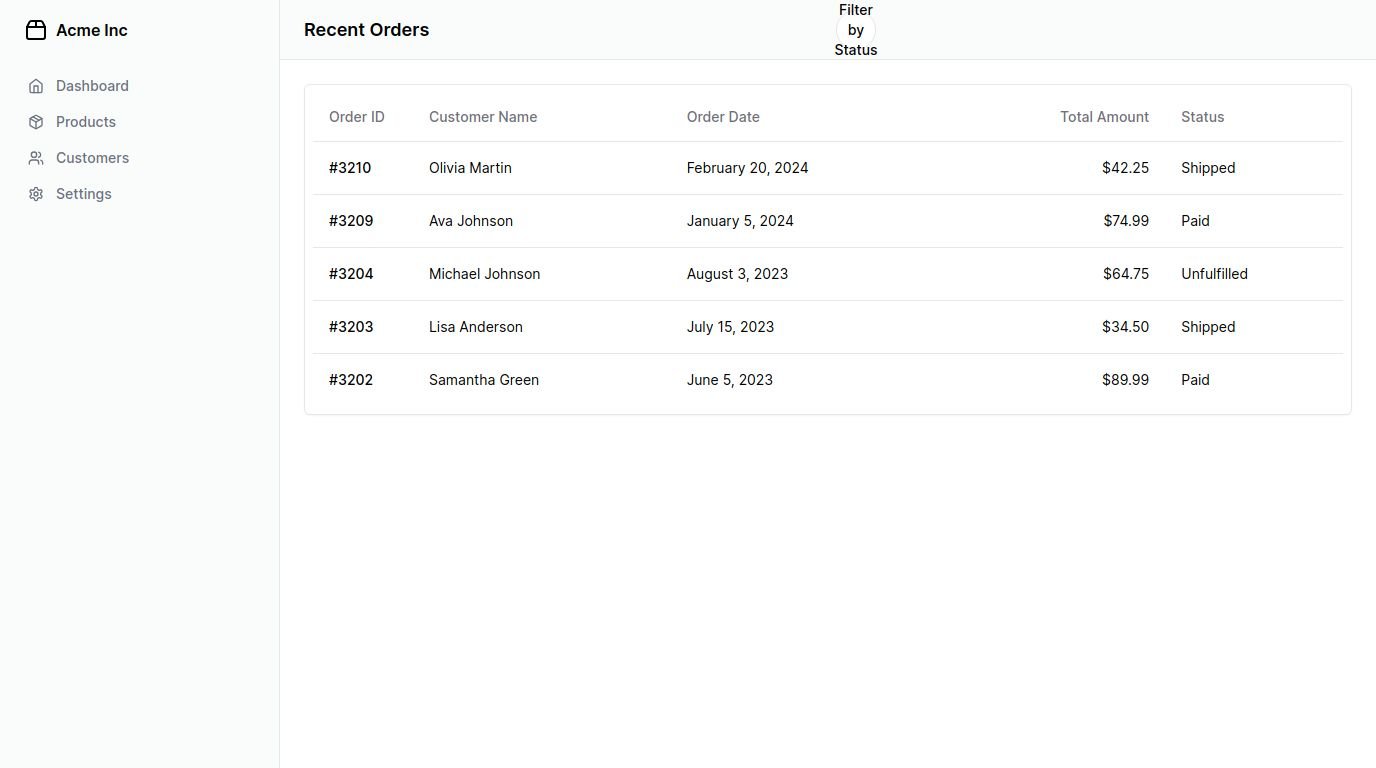 Acme Inc
Dashboard
Products
Customers
Settings
Recent Orders
Filter
by
Status
Order ID Customer Name Order Date Total Amount Status
#3210 Olivia Martin February 20, 2024 $42.25 Shipped
#3209 Ava Johnson January 5, 2024 $74.99 Paid
#3204 Michael Johnson August 3, 2023 $64.75 Unfulfilled
#3203 Lisa Anderson July 15, 2023 $34.50 Shipped
#3202 Samantha Green June 5, 2023 $89.99 Paid